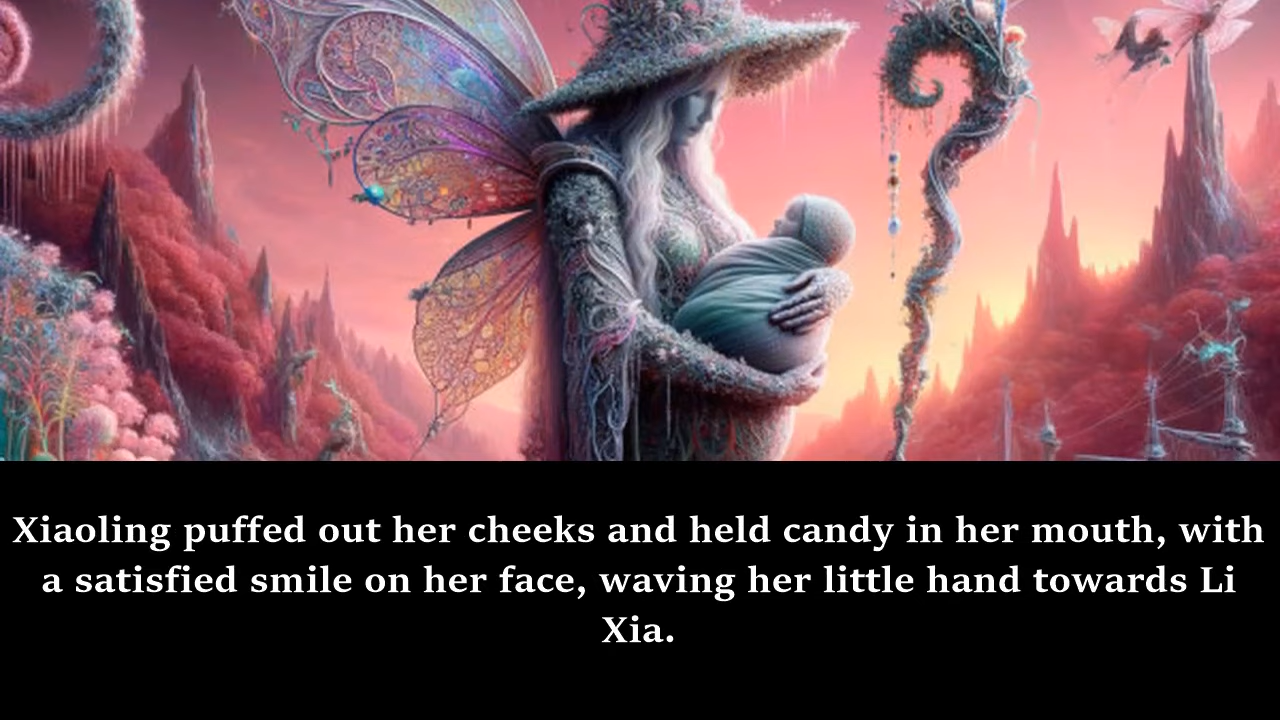 Xiaoling puffed out her cheeks and held candy in her mouth, with
a satisfied smile on her face, waving her little hand towards Li
Xia.